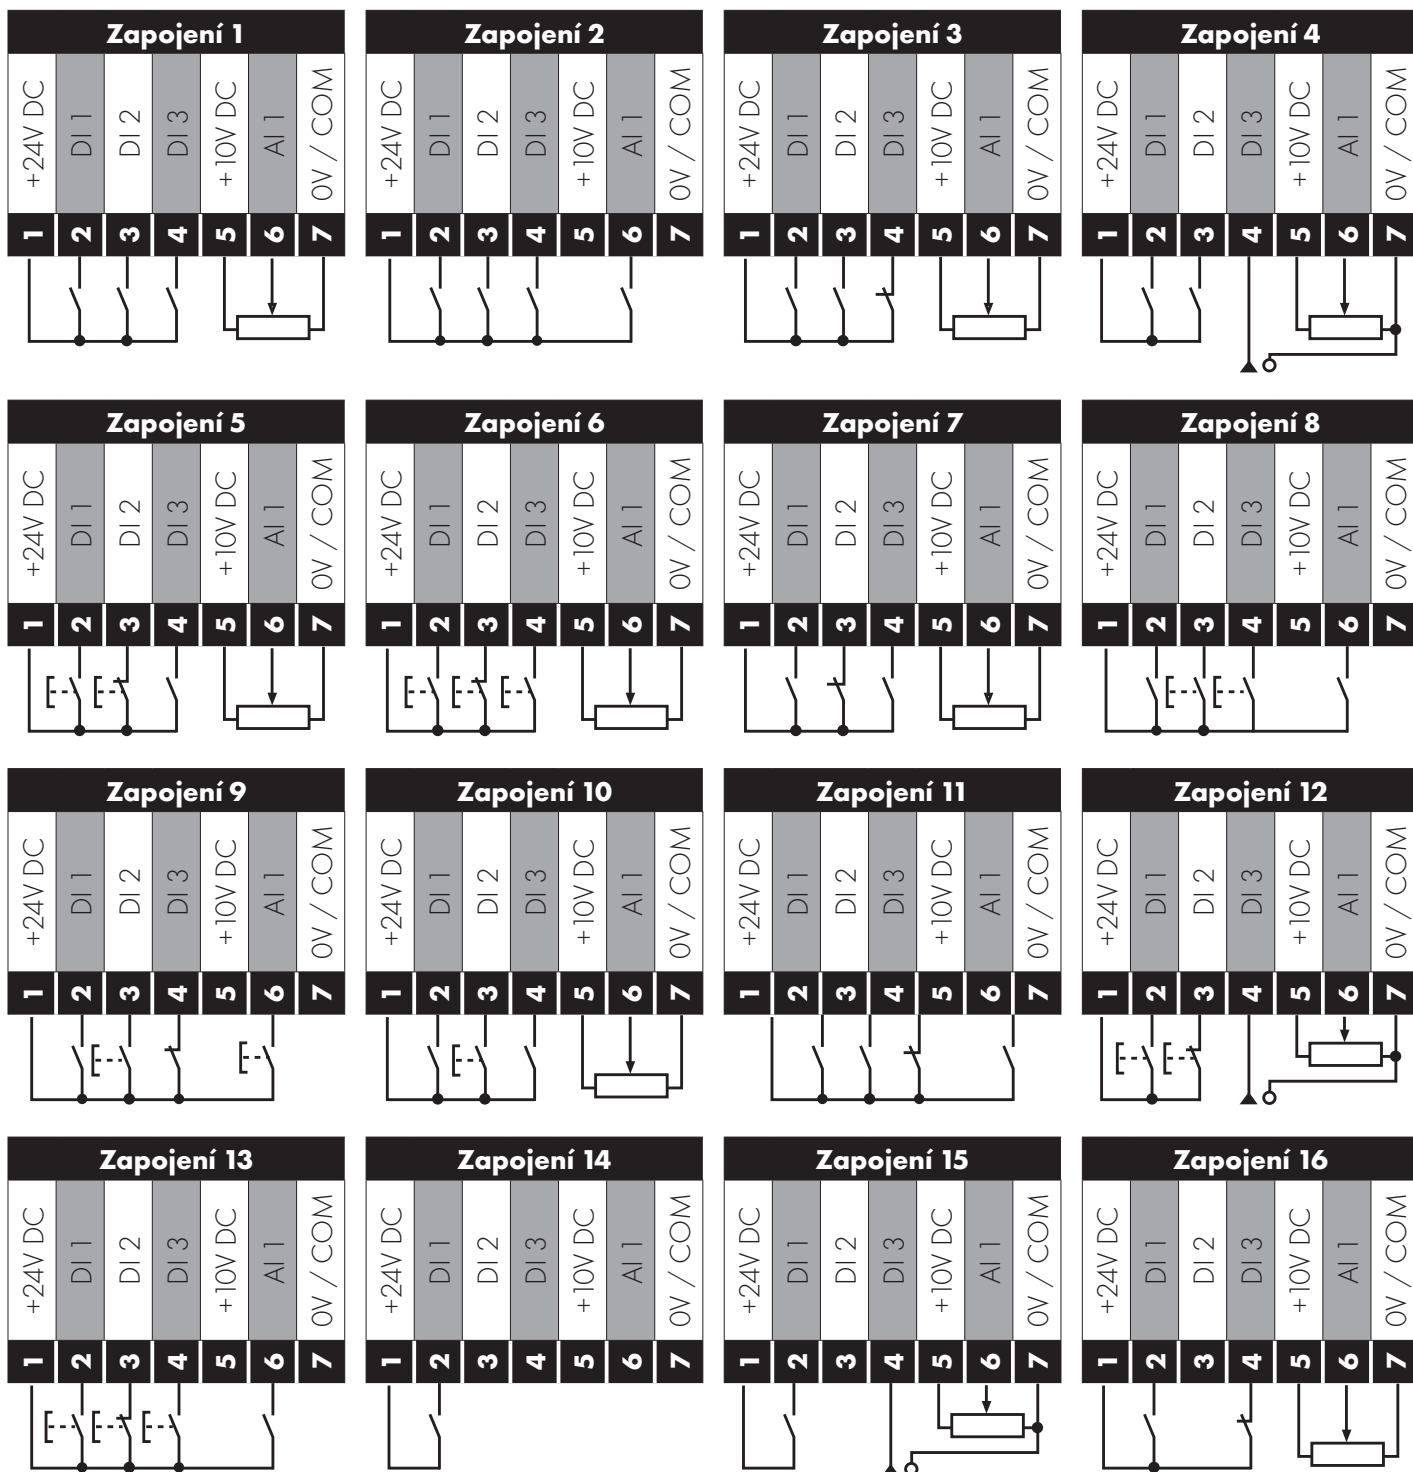 Zapojení 1
+24V DC
DI 1
DI 2
DI 3
+10V DC
AI 1
0V / COM
1 2 3 4 5 6 7
Zapojení 2
+24V DC
DI 1
DI 2
DI 3
+10V DC
AI 1
0V / COM
1 2 3 4 5 6 7
Zapojení 3
+24V DC
DI 1
DI 2
DI 3
+10V DC
AI 1
0V / COM
1 2 3 4 5 6 7
Zapojení 4
+24V DC
DI 1
DI 2
DI 3
+10V DC
AI 1
0V / COM
1 2 3 4 5 6 7
Zapojení 5
+24V DC
DI 1
DI 2
DI 3
+10V DC
AI 1
0V / COM
1 2 3 4 5 6 7
Zapojení 6
+24V DC
DI 1
DI 2
DI 3
+10V DC
AI 1
0V / COM
1 2 3 4 5 6 7
Zapojení 7
+24V DC
DI 1
DI 2
DI 3
+10V DC
AI 1
0V / COM
1 2 3 4 5 6 7
Zapojení 8
+24V DC
DI 1
DI 2
DI 3
+10V DC
AI 1
0V / COM
1 2 3 4 5 6 7
Zapojení 9
+24V DC
DI 1
DI 2
DI 3
+10V DC
AI 1
0V / COM
1 2 3 4 5 6 7
Zapojení 10
+24V DC
DI 1
DI 2
DI 3
+10V DC
AI 1
0V / COM
1 2 3 4 5 6 7
Zapojení 11
+24V DC
DI 1
DI 2
DI 3
+10V DC
AI 1
0V / COM
1 2 3 4 5 6 7
Zapojení 12
+24V DC
DI 1
DI 2
DI 3
+10V DC
AI 1
0V / COM
1 2 3 4 5 6 7
Zapojení 13
+24V DC
DI 1
DI 2
DI 3
+10V DC
AI 1
0V / COM
1 2 3 4 5 6 7
Zapojení 14
+24V DC
DI 1
DI 2
DI 3
+10V DC
AI 1
0V / COM
1 2 3 4 5 6 7
Zapojení 15
+24V DC
DI 1
DI 2
DI 3
+10V DC
AI 1
0V / COM
1 2 3 4 5 6 7
Zapojení 16
+24V DC
DI 1
DI 2
DI 3
+10V DC
AI 1
0V / COM
1 2 3 4 5 6 7